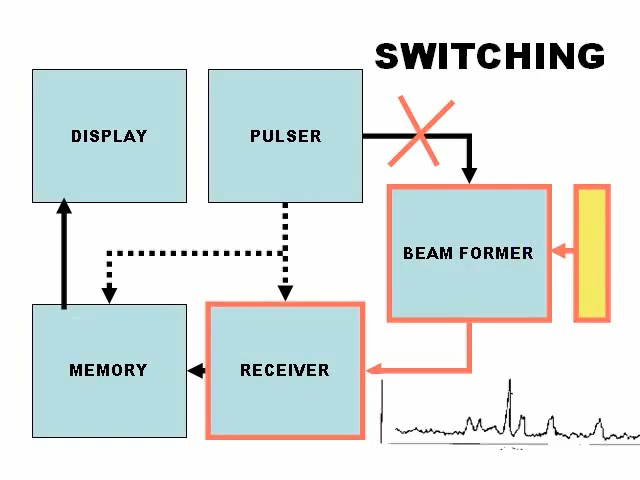 SWITCHING
DISPLAY
PULSER
BEAM FORMER
MEMORY
RECEIVER